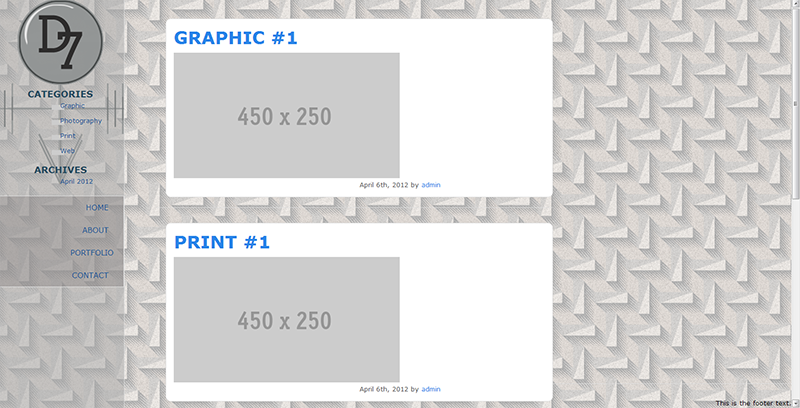 D7
CATEGORIES
Graphic
Photography
Print
Web
ARCHIVES
April 2012
HOME
ABOUT
PORTFOLIO
CONTACT
GRAPHIC #1
450 x 250
April 6th, 2012 by admin
PRINT #1
450 x 250
April 6th, 2012 by admin
This is the footer text.